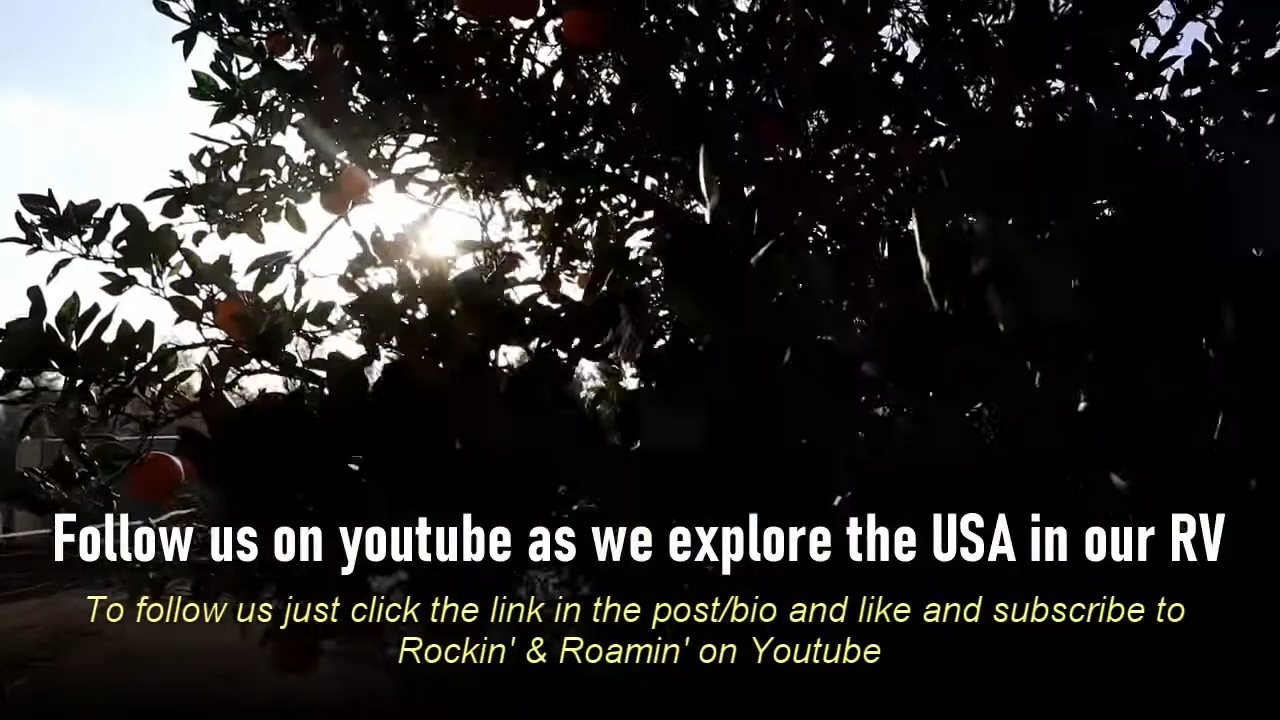 Follow us on youtube as we explore the USA in our RV
To follow us just click the link in the post/bio and like and subscribe to
Rockin' & Roamin' on Youtube